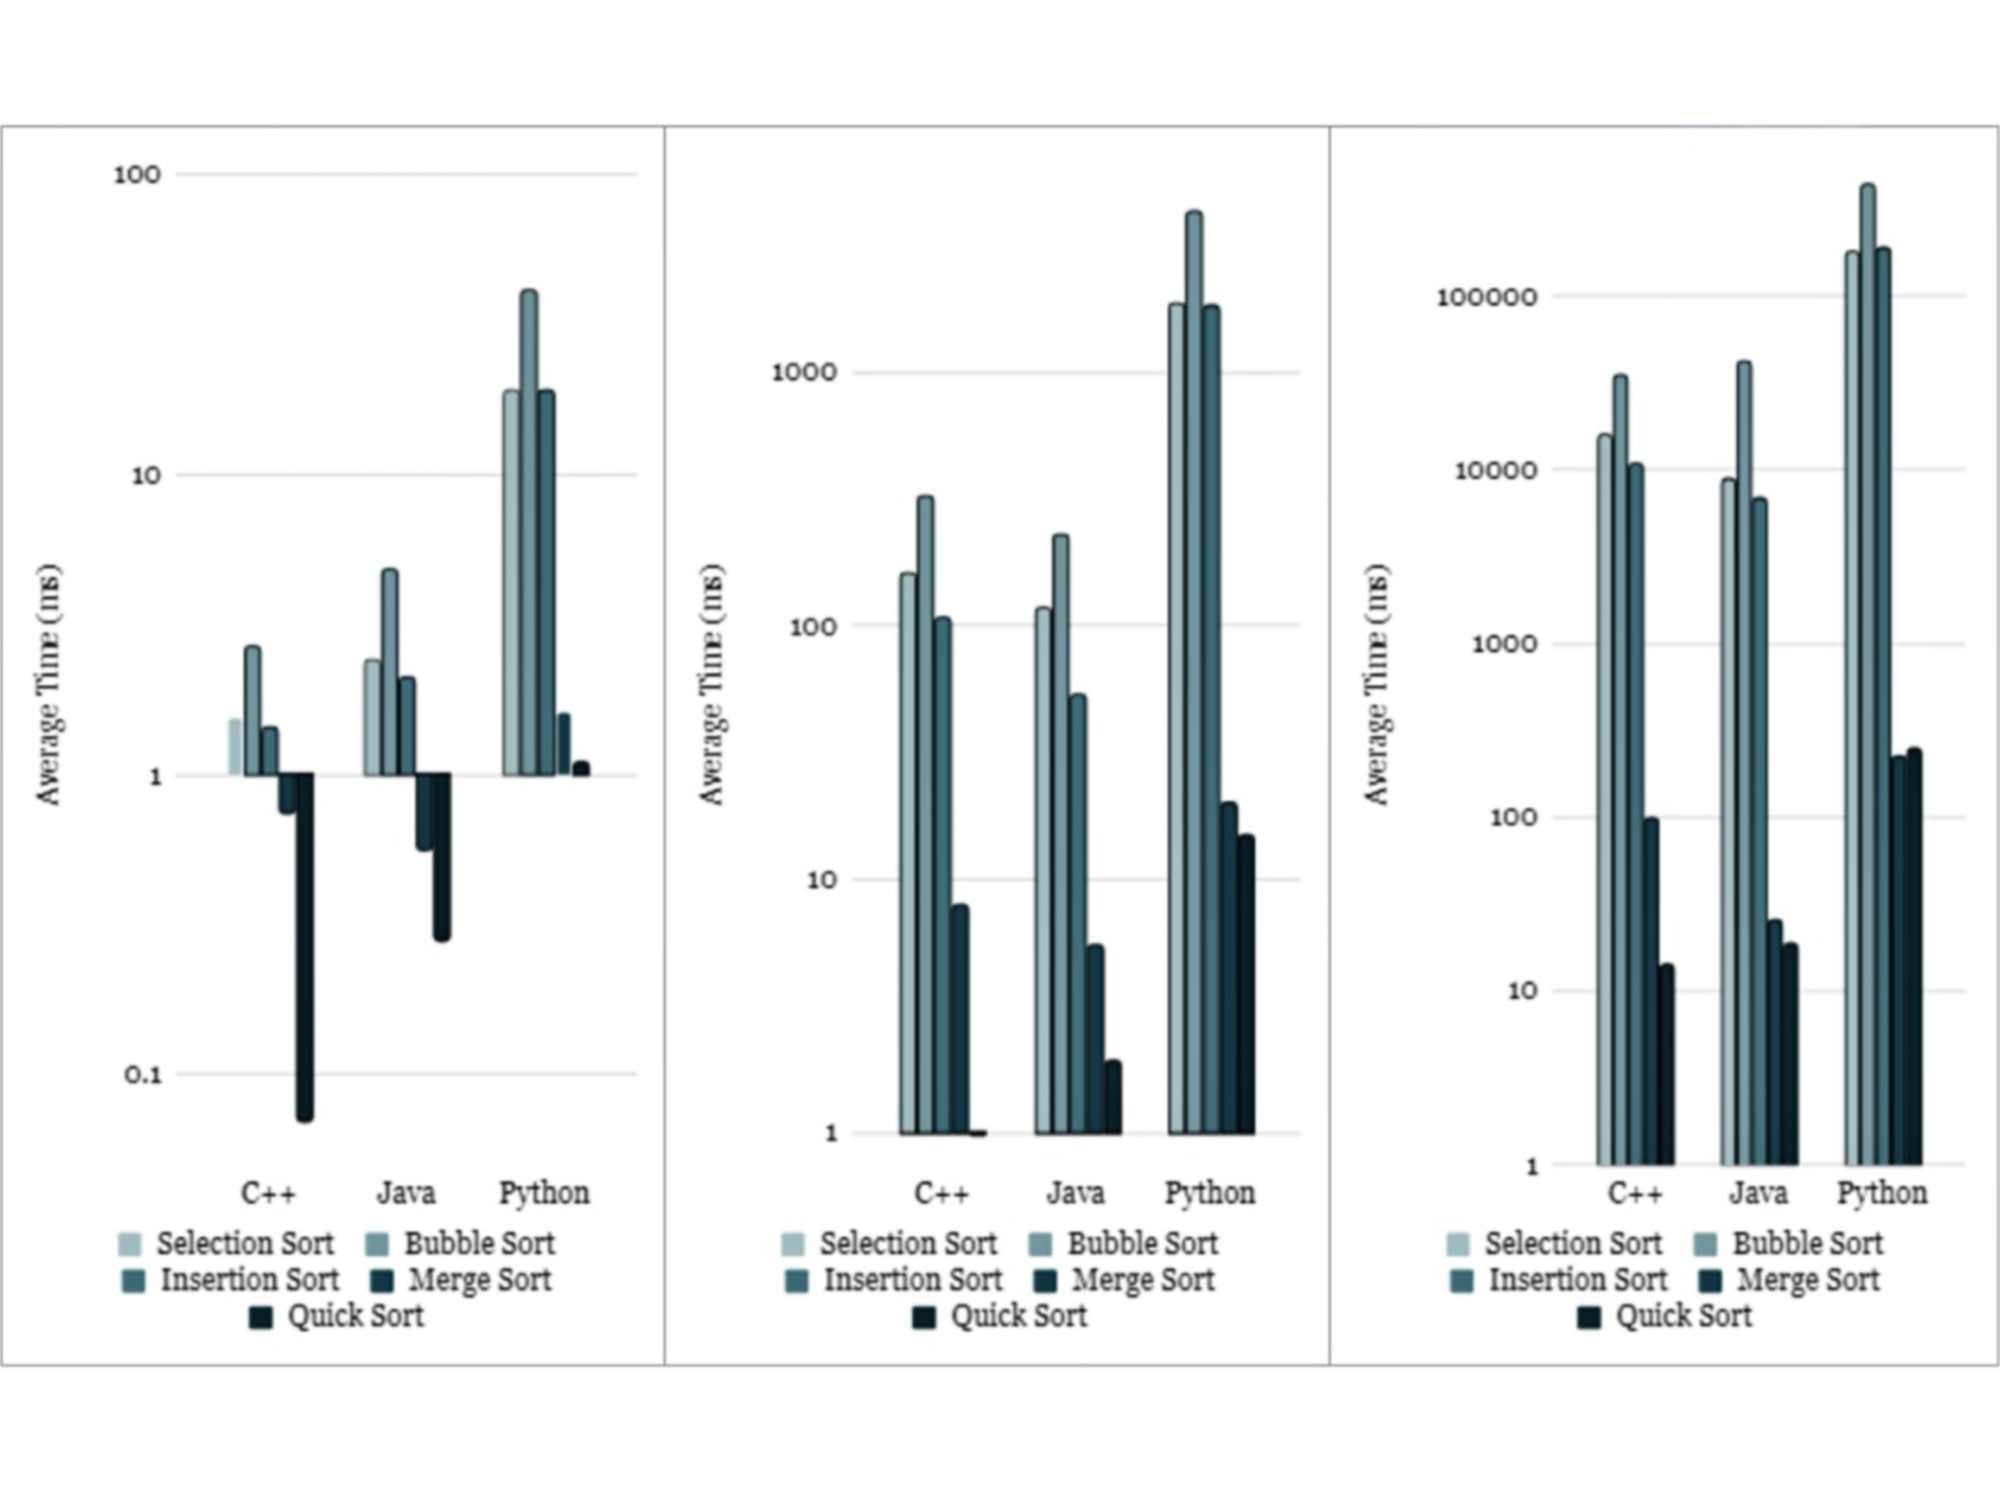 100
10
1
0.1
Average Time (ms)
C++ Java Python
Selection Sort Bubble Sort
Insertion Sort Merge Sort
Quick Sort
1000
100
10
1
Average Time (ms)
C++ Java Python
Selection Sort Bubble Sort
Insertion Sort Merge Sort
Quick Sort
100000
10000
1000
100
10
1
Average Time (ms)
C++ Java Python
Selection Sort Bubble Sort
Insertion Sort Merge Sort
Quick Sort